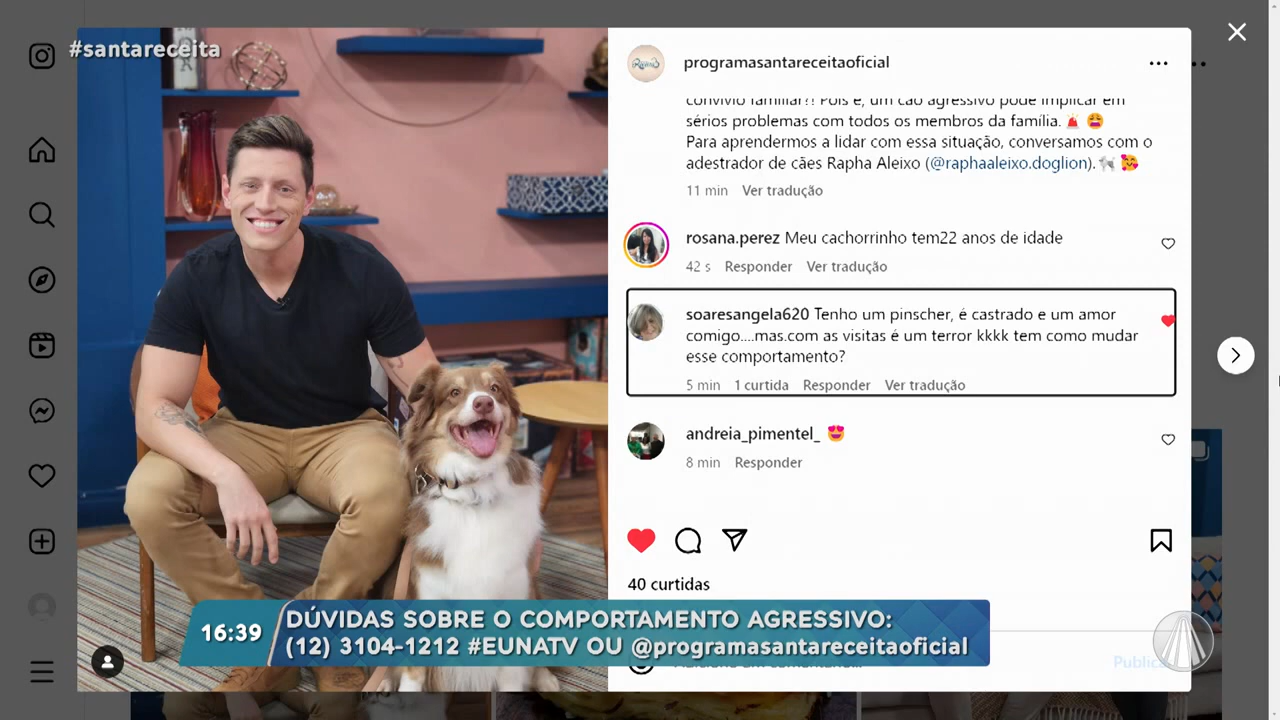 #santareceita
programasantareceitaoficial
convívio familiar?! Pois é, um cão agressivo pode implicar em
sérios problemas com todos os membros da família.🚨 😩
Para aprendermos a lidar com essa situação, conversamos com o
adestrador de cães Rapha Aleixo (@raphaaleixo.doglion).🐕 🥰
11 min Ver tradução
rosana.perez Meu cachorrinho tem22 anos de idade
42 s Responder Ver tradução
soaresangela620 Tenho um pinscher, é castrado e um amor
comigo....mas.com as visitas é um terror kkkk tem como mudar
esse comportamento?
5 min 1 curtida Responder Ver tradução
andreia_pimentel_ 😍
8 min Responder
40 curtidas
16:39
DÚVIDAS SOBRE O COMPORTAMENTO AGRESSIVO:
(12) 3104-1212 #EUNATV OU @programasantareceitaoficial